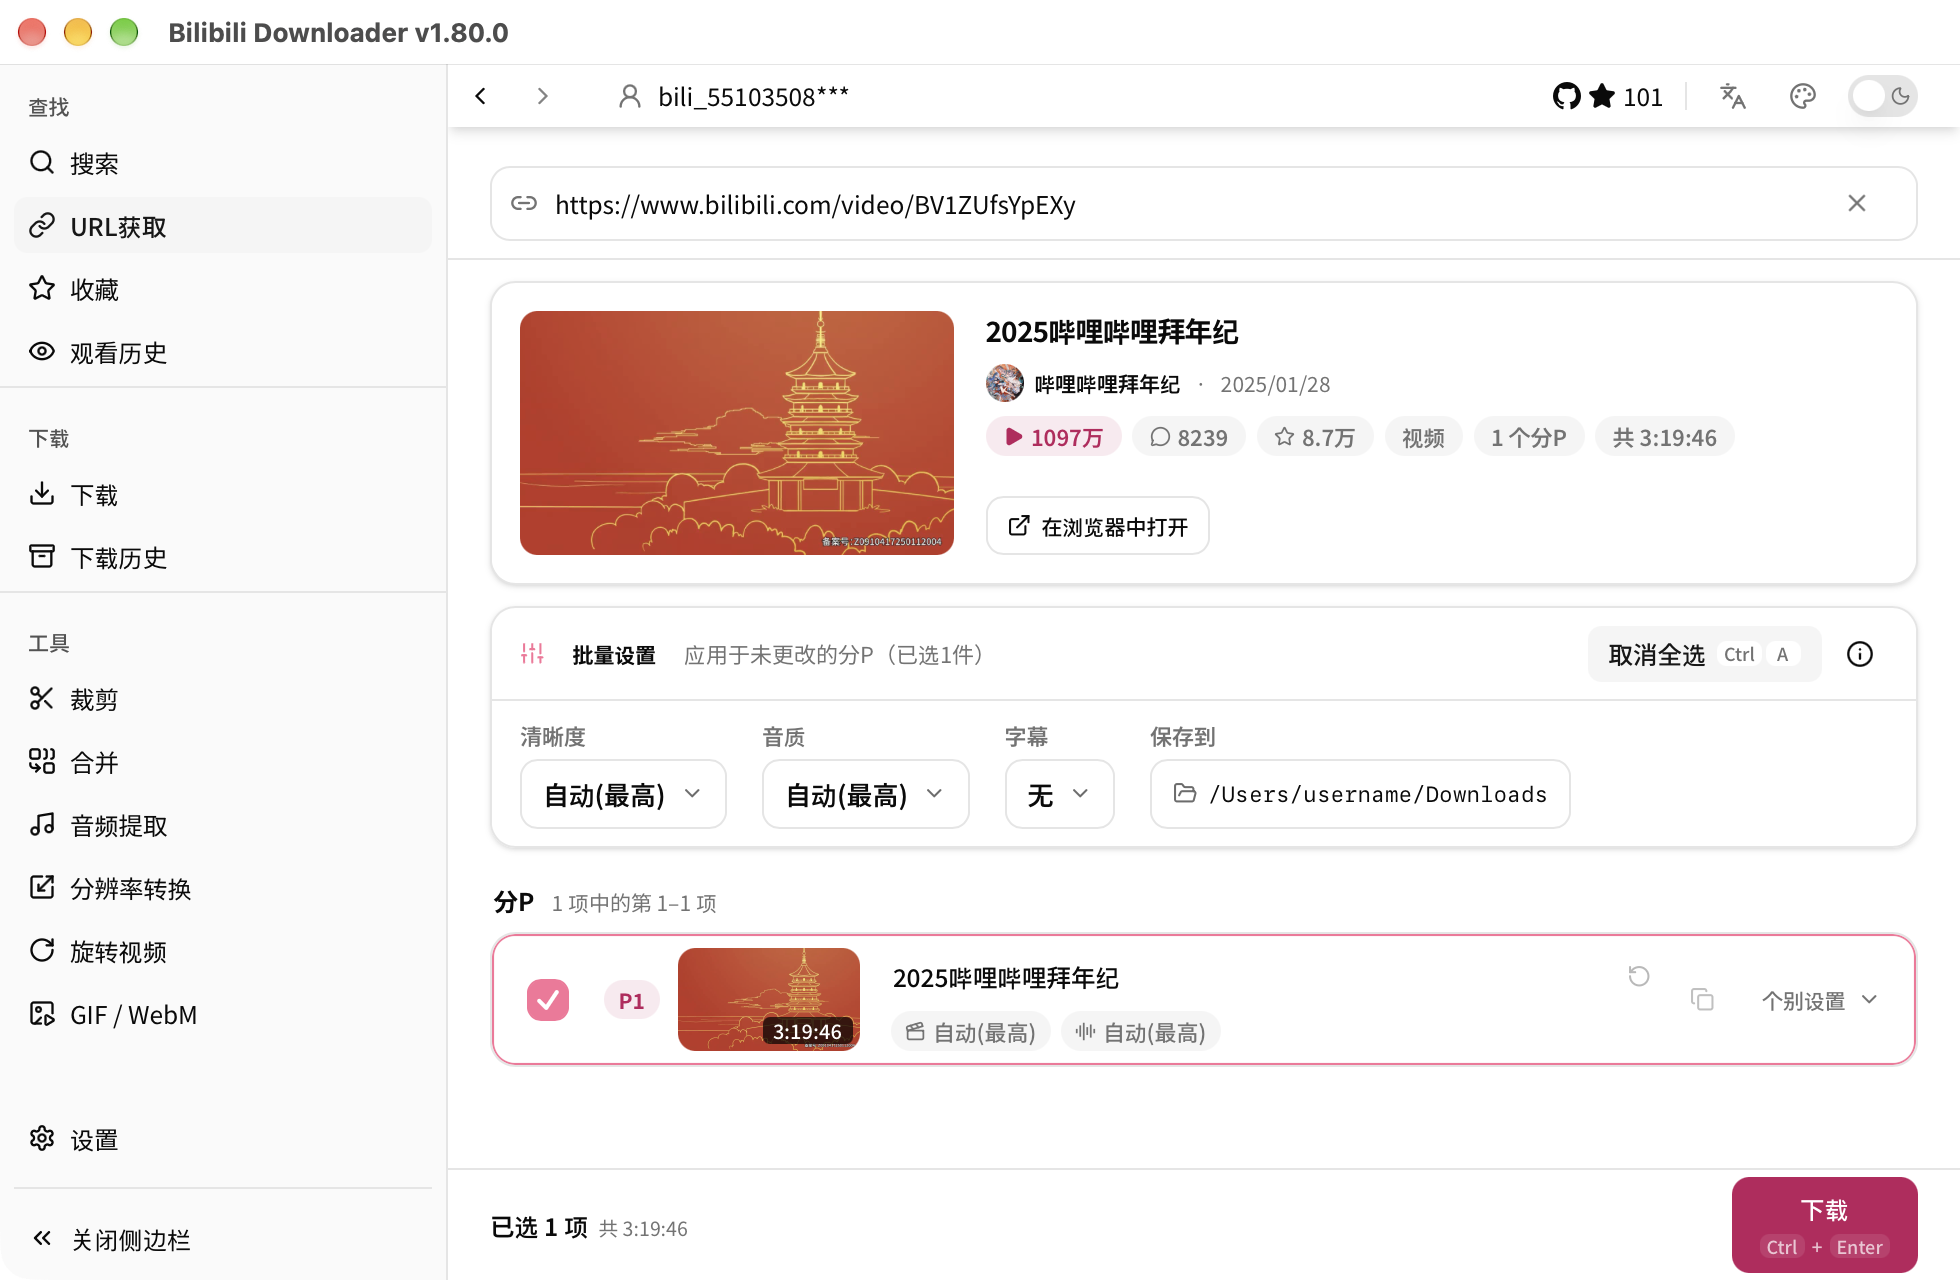 Bilibili Downloader v1.80.0
查找
搜索
URL获取
收藏
观看历史
下载
下载
下载历史
工具
裁剪
合并
音频提取
分辨率转换
旋转视频
GIF / WebM
设置
关闭侧边栏
bili_55103508***
101
https://www.bilibili.com/video/BV1ZUfsYpEXy
备案号:Z0910417250112004
2025哔哩哔哩拜年纪
哔哩哔哩拜年纪 · 2025/01/28
1097万 8239 8.7万 视频 1 个分P 共 3:19:46
在浏览器中打开
批量设置 应用于未更改的分P（已选1件）
取消全选 Ctrl A
清晰度 音质 字幕 保存到
自动(最高) 自动(最高) 无 /Users/username/Downloads
分P 1 项中的第 1–1 项
P1
3:19:46
2025哔哩哔哩拜年纪
自动(最高) 自动(最高)
个别设置
已选 1 项 共 3:19:46
下载
Ctrl + Enter